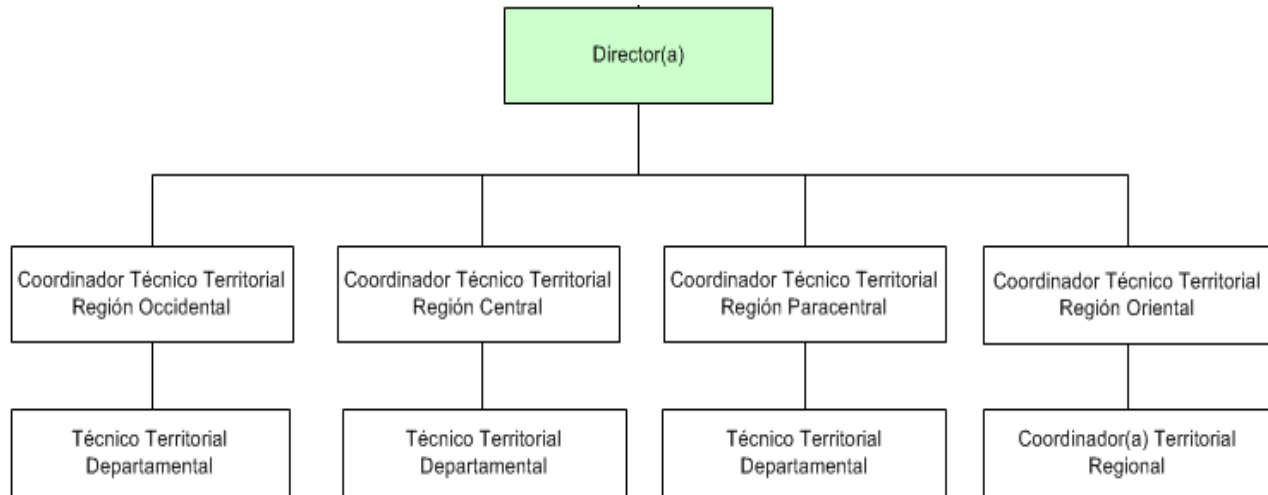 Director(a)
Coordinador Técnico Territorial
Región Occidental
Coordinador Técnico Territorial
Región Central
Coordinador Técnico Territorial
Región Paracentral
Coordinador Técnico Territorial
Región Oriental
Técnico Territorial
Departamental
Técnico Territorial
Departamental
Técnico Territorial
Departamental
Coordinador(a) Territorial
Regional